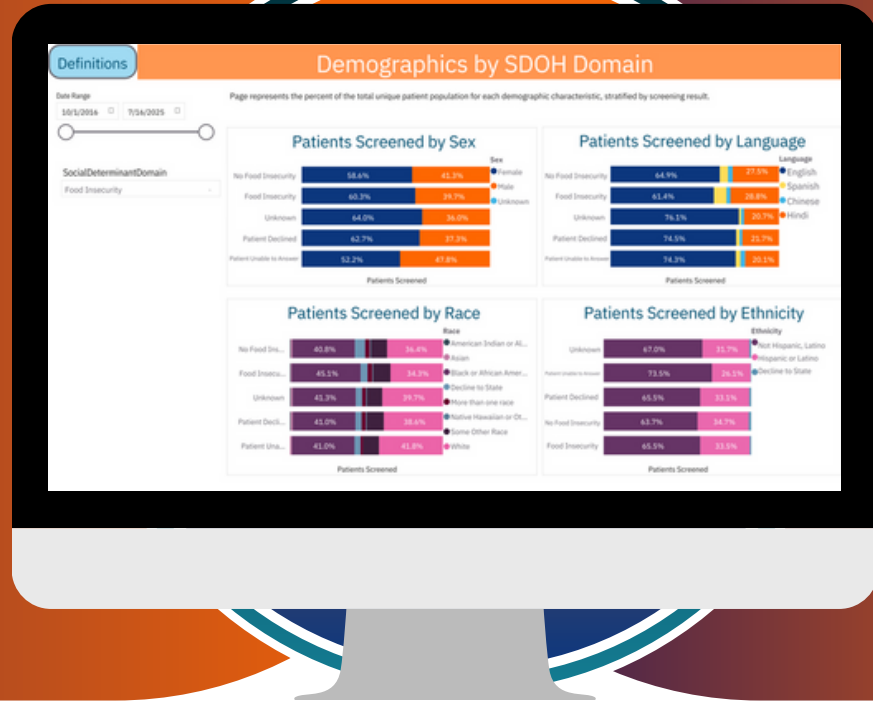 Definitions
Demographics by SDOH Domain
Date Range
10/1/2016
7/16/2025
Page represents the percent of the total unique patient population for each demographic characteristic, stratified by screening result.
SocialDeterminantDomain
Food Insecurity
Patients Screened by Sex
Sex
Female
Male
Unknown
No Food Insecurity 58.6% 41.3%
Food Insecurity 60.3% 39.7%
Unknown 64.0% 36.0%
Patient Declined 62.7% 37.3%
Patient Unable to Answer 52.2% 47.8%
Patients Screened
Patients Screened by Language
Language
English
Spanish
Chinese
Hindi
No Food Insecurity 64.9% 27.5%
Food Insecurity 61.4% 28.8%
Unknown 76.1% 20.7%
Patient Declined 74.5% 21.7%
Patient Unable to Answer 74.3% 20.1%
Patients Screened
Patients Screened by Race
Race
American Indian or Al...
Asian
Black or African Amer...
Decline to State
More than one race
Native Hawaiian or Ot...
Some Other Race
White
No Food Ins... 40.8% 36.4%
Food Insecu... 45.1% 34.3%
Unknown 41.3% 39.7%
Patient Decli... 41.0% 38.6%
Patient Una... 41.0% 41.8%
Patients Screened
Patients Screened by Ethnicity
Ethnicity
Not Hispanic, Latino
Hispanic or Latino
Decline to State
Unknown 67.0% 31.7%
Patient Unable to Answer 73.5% 26.1%
Patient Declined 65.5% 33.1%
No Food Insecurity 63.7% 34.7%
Food Insecurity 65.5% 33.5%
Patients Screened